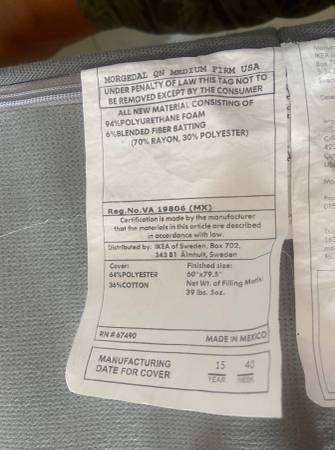 MORGEDAL QN MEDIUM FIRM USA
UNDER PENALTY OF LAW THIS TAG NOT TO
BE REMOVED EXCEPT BY THE CONSUMER
ALL NEW MATERIAL CONSISTING OF
94%POLYURETHANE FOAM
6%BLENDED FIBER BATTING
(70% RAYON, 30% POLYESTER)
Reg.No.VA 19806 (MX)
Certification is made by the manufacturer
that the materials in this article are described
in accordance with law.
Distributed by: IKEA of Sweden, Box 702,
343 81 Älmhult, Sweden
Cover: Finished size:
64%POLYESTER 60"x79.5"
36%COTTON Net Wt. of Filling Matrl:
39 lbs. 5oz.
RN #67490 MADE IN MEXICO
MANUFACTURING 15 40
DATE FOR COVER YEAR WEEK